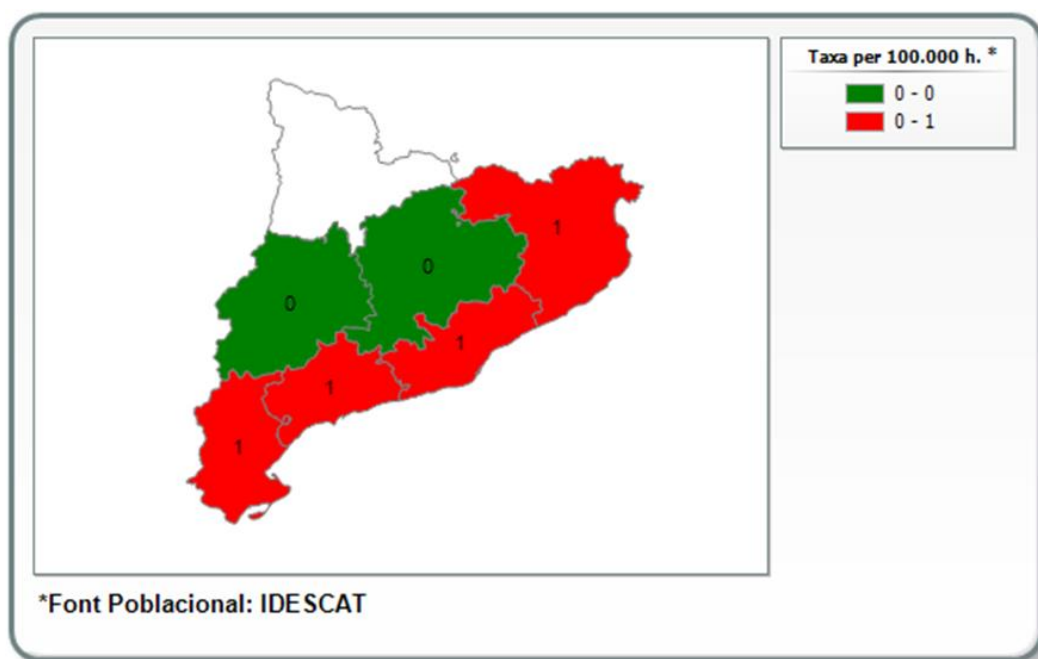 Taxa per 100.000 h. *
0 - 0
0 - 1
1
0
0
1
1
1
*Font Poblacional: IDESCAT